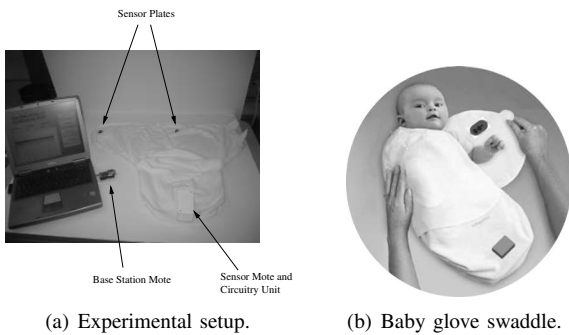 Sensor Plates
Base Station Mote
Sensor Mote and
Circuitry Unit
(a) Experimental setup.
(b) Baby glove swaddle.